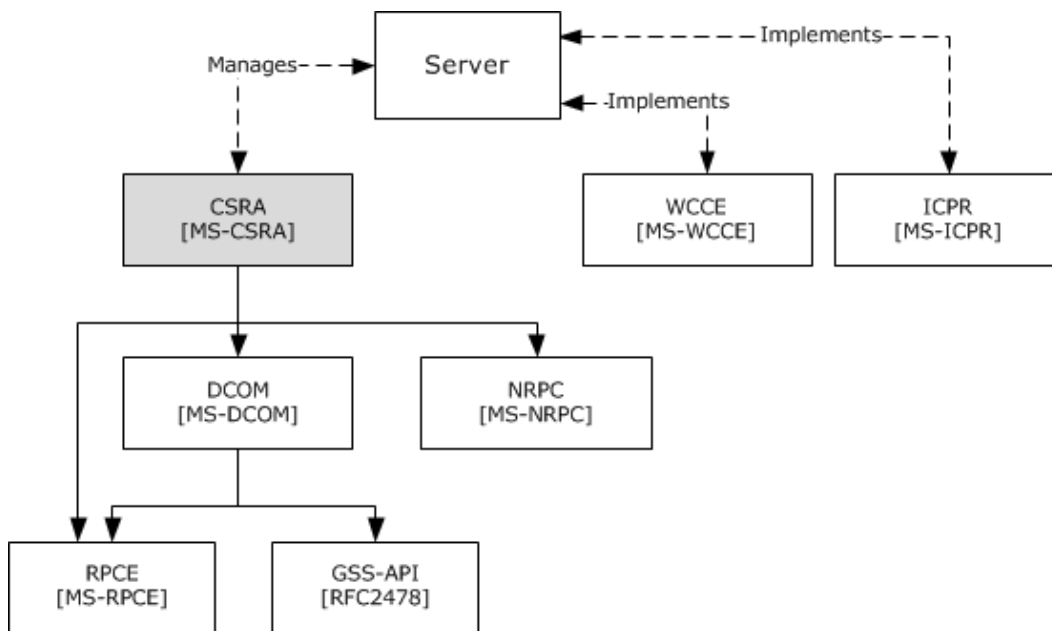 Server
Manages
Implements
Implements
CSRA
[MS-CSRA]
WCCE
[MS-WCCE]
ICPR
[MS-ICPR]
DCOM
[MS-DCOM]
NRPC
[MS-NRPC]
RPCE
[MS-RPCE]
GSS-API
[RFC2478]